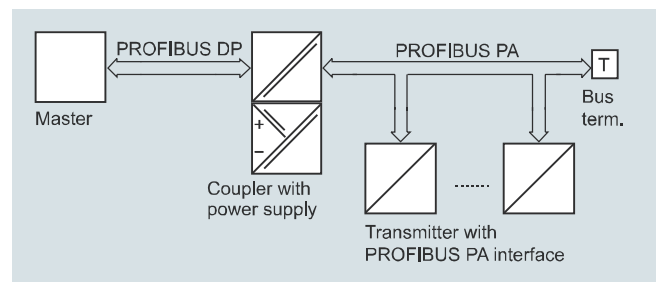 PROFIBUS DP
PROFIBUS PA
T
Master
Bus
term.
+
–
Coupler with
power supply
Transmitter with
PROFIBUS PA interface